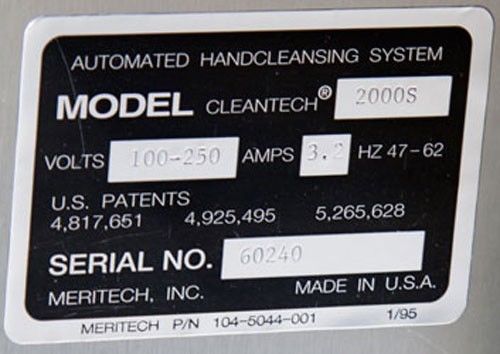 AUTOMATED HANDCLEANSING SYSTEM
MODEL CLEANTECH® 2000S
VOLTS 100-250 AMPS 3.2 HZ 47-62
U.S. PATENTS
4,817,651 4,925,495 5,265,628
SERIAL NO. 60240
MERITECH, INC. MADE IN U.S.A.
MERITECH P/N 104-5044-001 1/95